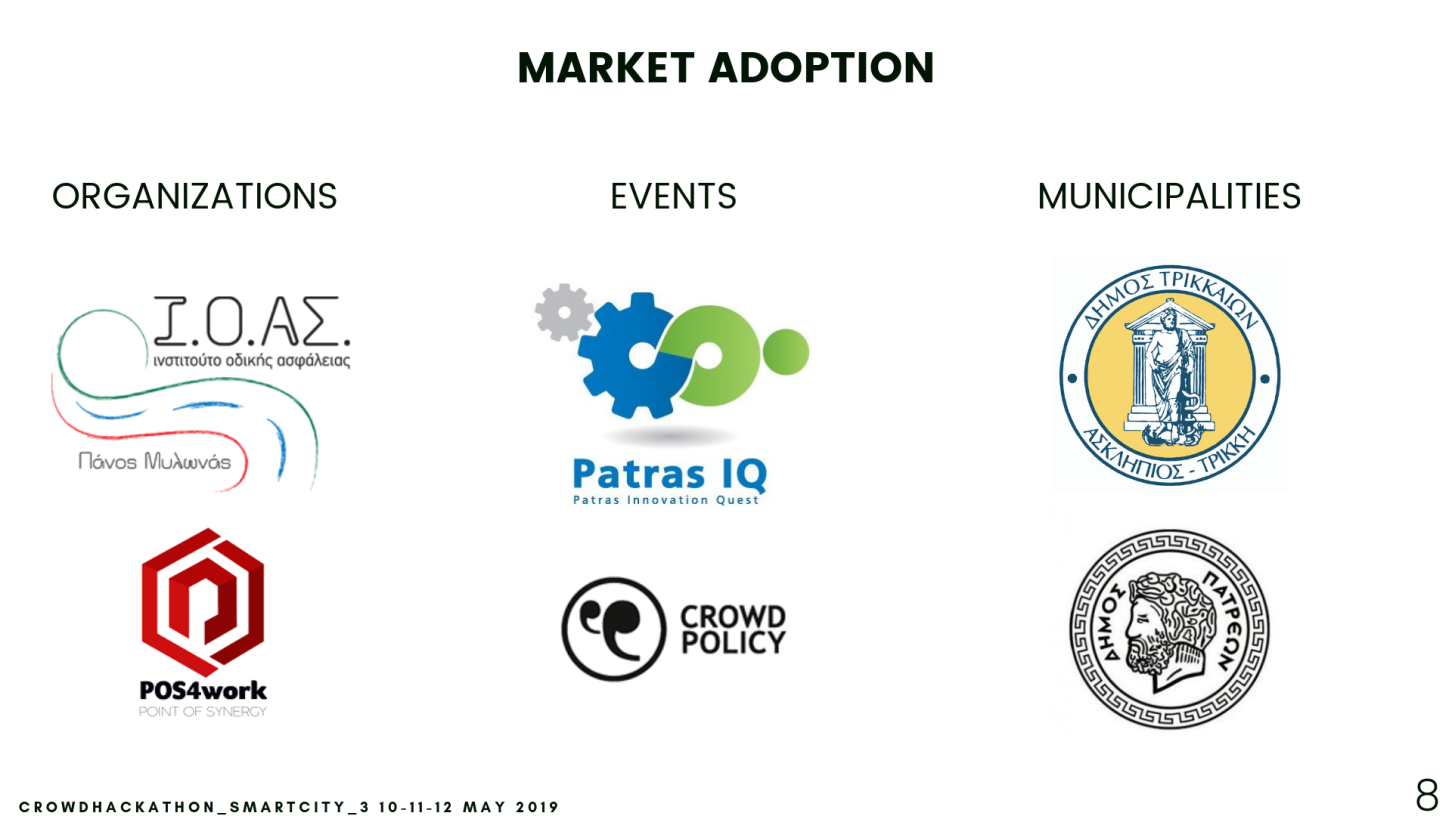 MARKET ADOPTION
ORGANIZATIONS
Ι.Ο.ΑΣ.
ινστιτούτο οδικής ασφάλειας
Πάνος Μυλωνάς
POS4work
POINT OF SYNERGY
EVENTS
Patras IQ
Patras Innovation Quest
CROWD
POLICY
MUNICIPALITIES
ΔΗΜΟΣ ΤΡΙΚΚΑΙΩΝ
ΑΣΚΛΗΠΙΟΣ - ΤΡΙΚΚΗ
ΔΗΜΟΣ
ΠΑΤΡΕΩΝ
CROWDHACKATHON_SMARTCITY_3 10-11-12 MAY 2019
8